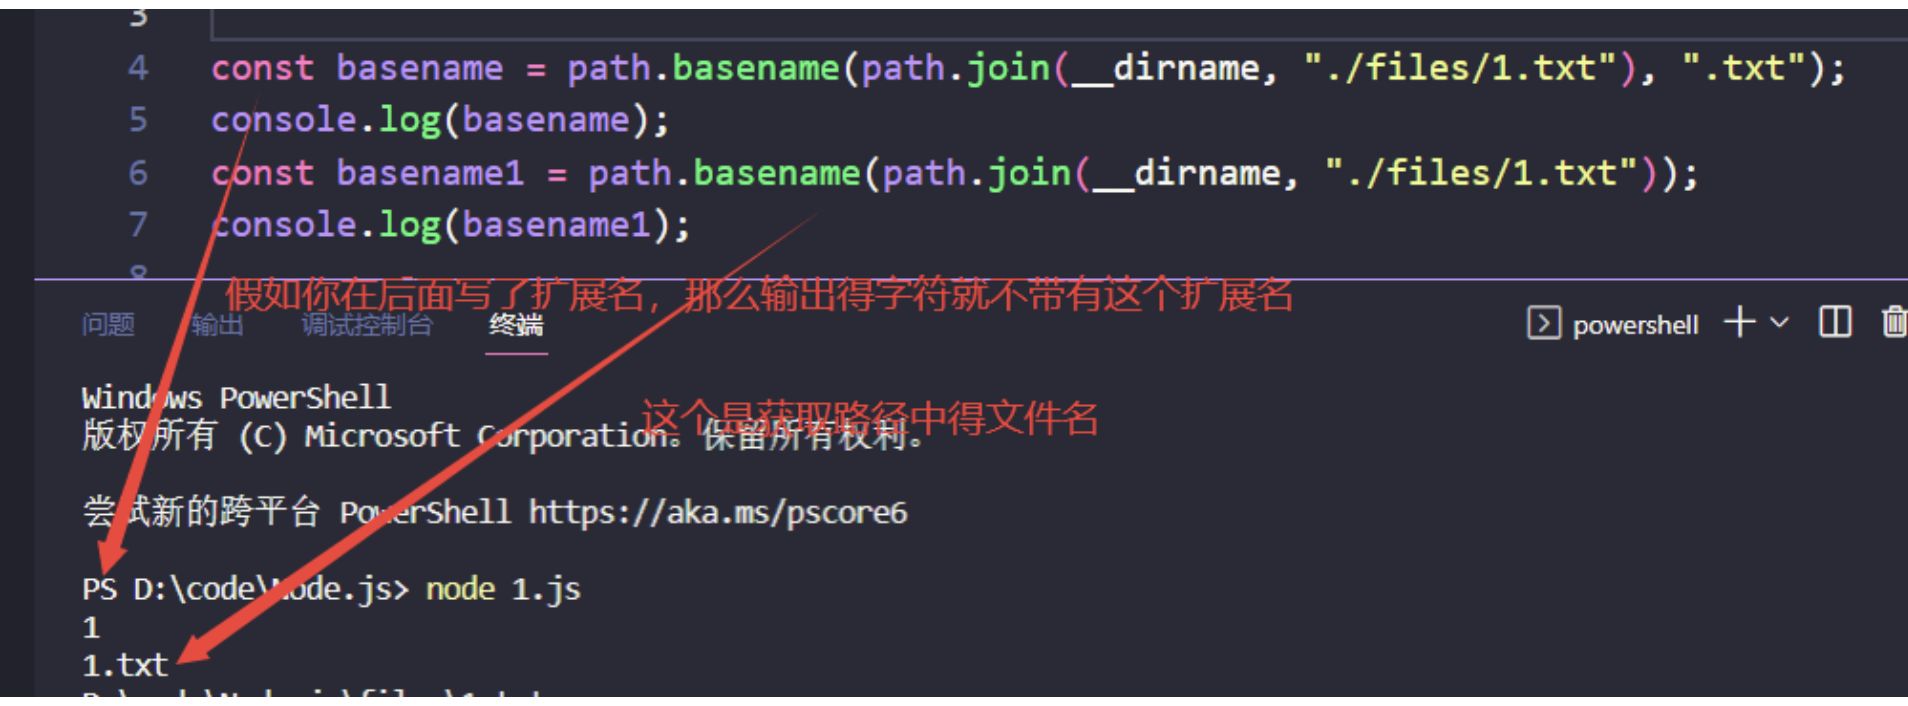 3
4 const basename = path.basename(path.join(__dirname, "./files/1.txt"), ".txt");
5 console.log(basename);
6 const basename1 = path.basename(path.join(__dirname, "./files/1.txt"));
7 console.log(basename1);
8
假如你在后面写了扩展名，那么输出得字符就不带有这个扩展名
问题 输出 调试控制台 终端 powershell
Windows PowerShell
这个是获取路径中得文件名
版权所有 (C) Microsoft Corporation。保留所有权利。
尝试新的跨平台 PowerShell https://aka.ms/pscore6
PS D:\code\Node.js> node 1.js
1
1.txt